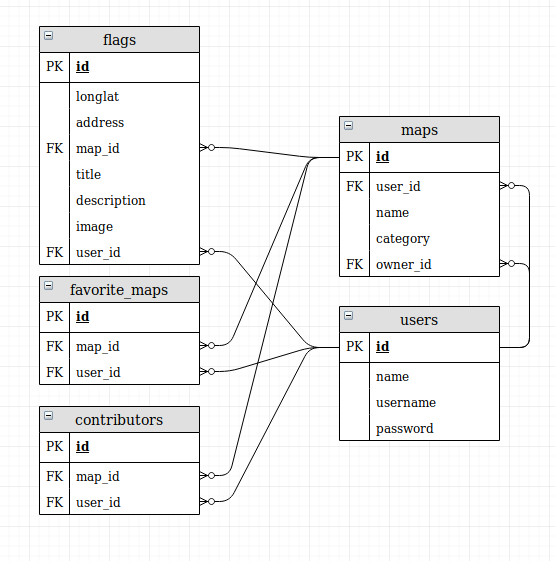 flags
PK id
longlat
address
FK map_id
title
description
image
FK user_id
favorite_maps
PK id
FK map_id
FK user_id
contributors
PK id
FK map_id
FK user_id
maps
PK id
FK user_id
name
category
FK owner_id
users
PK id
name
username
password